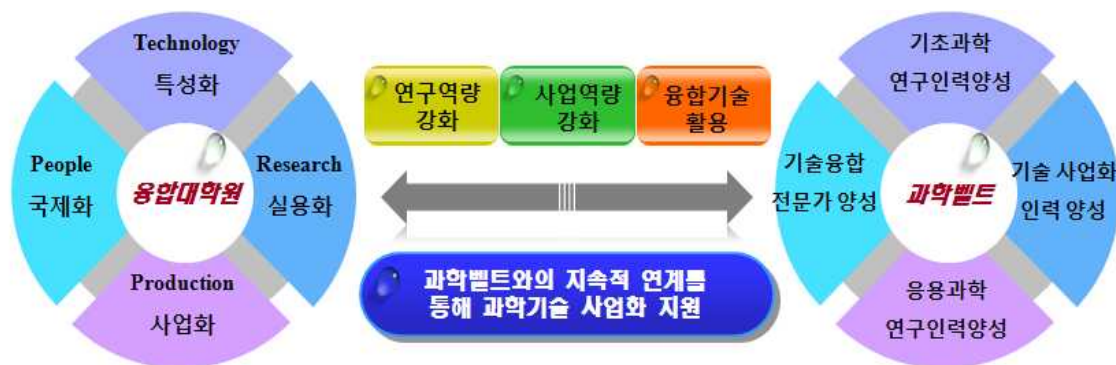 Technology
특성화
People
국제화
융합대학원
Research
실용화
Production
사업화
연구역량
강화
사업역량
강화
융합기술
활용
과학벨트와의 지속적 연계를
통해 과학기술 사업화 지원
기초과학
연구인력양성
기술융합
전문가 양성
과학벨트
기술 사업화
인력 양성
응용과학
연구인력양성